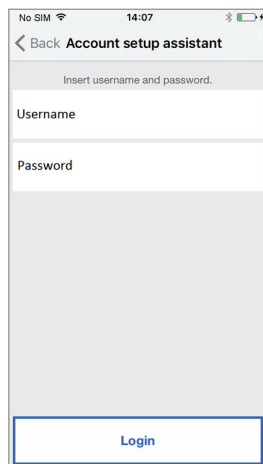 No SIM 14:07
Back Account setup assistant
Insert username and password.
Username
Password
Login